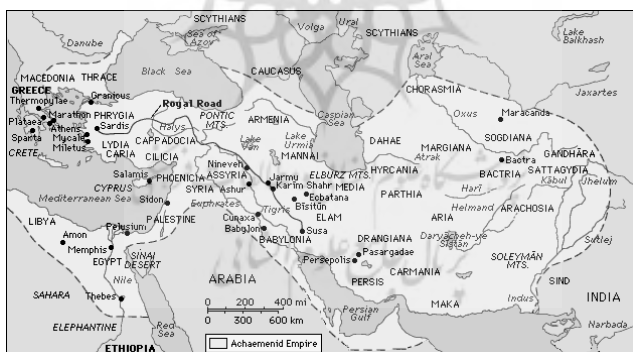 SCYTHIANS
SCYTHIANS
Volga
Ural
Sea of Azov
Lake Balkhash
Danube
Aral Sea
MACEDONIA THRACE
Black Sea
CAUCASUS
CHORASMIA
Jaxartes
GREECE
Granicus
Thermopylae
Royal Road
Caspian Sea
Oxus
Maracanda
Marathon
PHRYGIA
PONTIC MTS.
ARMENIA
SOGDIANA
Plataea
Athens
Sardis
Halys
Lake Urmia
DAHAE
MARGIANA
GANDHARA
Sparta
Mycale
LYDIA
CAPPADOCIA
Lake Van
MANNAI
Atrak
Bactra
SATTAGYDIA
CRETE
Miletus
CARIA
CILICIA
Nineveh
ELBURZ MTS.
HYRCANIA
BACTRIA
Kābul
Jhelum
Salamis
ASSYRIA
Jarmu
MEDIA
PARTHIA
Harī
CYPRUS
PHOENICIA
SYRIA
Ashur
Karim Shahr
Ecbatana
ARIA
Helmand
ARACHOSIA
Mediterranean Sea
Sidon
Euphrates
Tigris
Bīsitūn
LIBYA
PALESTINE
Cunaxa
ELAM
DRANGIANA
Daryācheh-ye Sīstān
Sutlej
Amon
Pelusium
Babylon
BABYLONIA
Susa
Pasargadae
SOLEYMĀN MTS.
Memphis
SINAI DESERT
Persepolis
EGYPT
Nile
ARABIA
PERSIS
CARMANIA
SIND
INDIA
SAHARA
Thebes
0 200 400 mi
0 300 600 km
Persian Gulf
MAKA
Indus
Narbada
ELEPHANTINE
Red Sea
Achaemenid Empire
ETHIOPIA